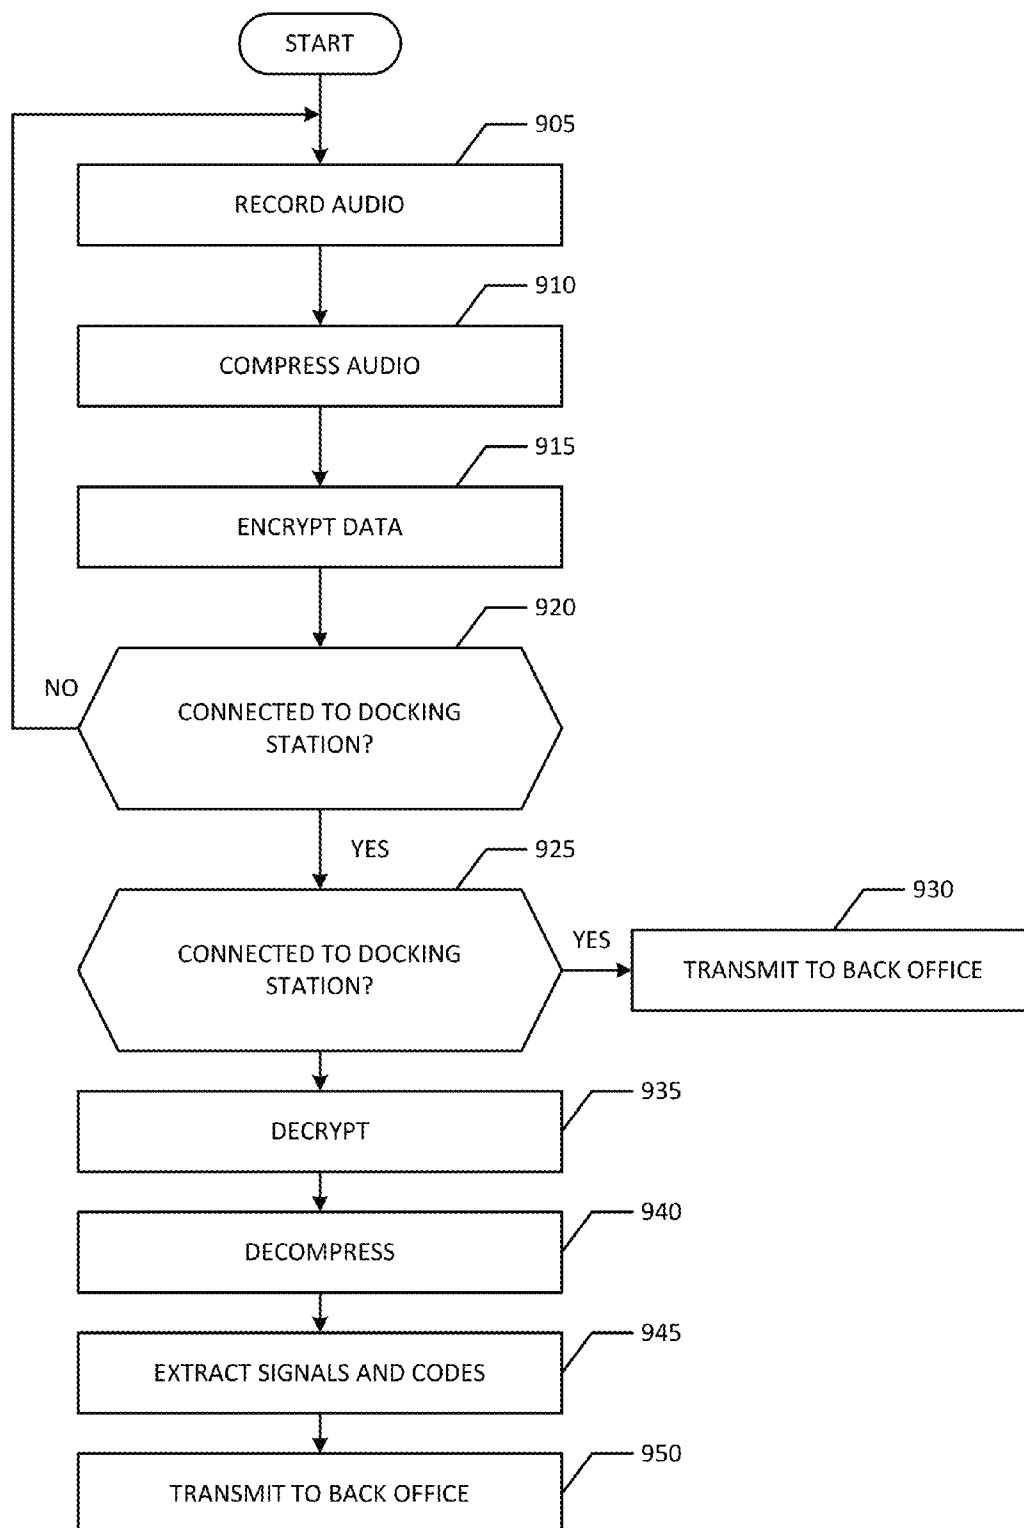 START
905
RECORD AUDIO
910
COMPRESS AUDIO
915
ENCRYPT DATA
920
NO
CONNECTED TO DOCKING
STATION?
YES
925
CONNECTED TO DOCKING
STATION?
YES
930
TRANSMIT TO BACK OFFICE
935
DECRYPT
940
DECOMPRESS
945
EXTRACT SIGNALS AND CODES
950
TRANSMIT TO BACK OFFICE